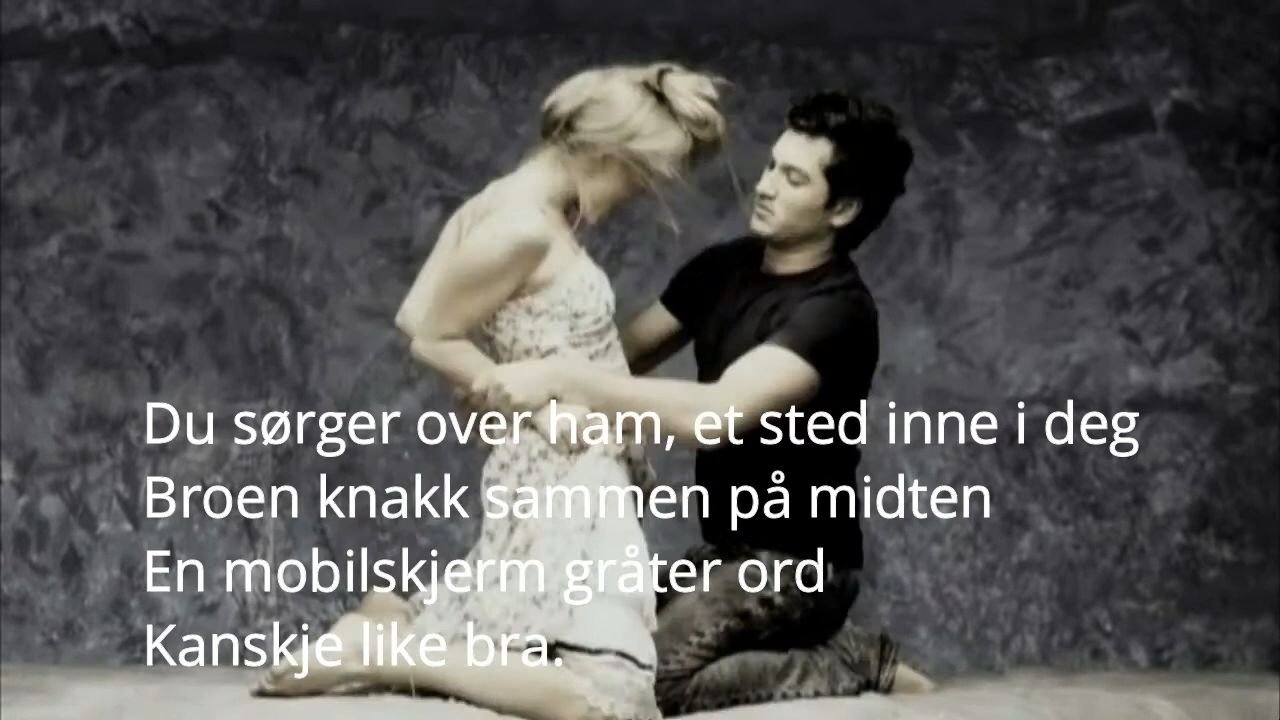 Du sørger over ham, et sted inne i deg
Broen knakk sammen på midten
En mobilskjerm gråter ord
Kanskje like bra.